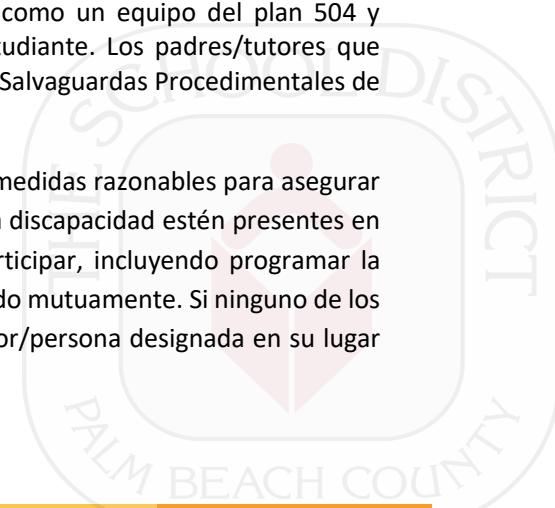 como un equipo del plan 504 y
tudiante. Los padres/tutores que
Salvaguardas Procedimentales de
medidas razonables para asegurar
discapacidad estén presentes en
rticipar, incluyendo programar la
do mutuamente. Si ninguno de los
or/persona designada en su lugar
THE SCHOOL DISTRICT
PALM BEACH COUNTY